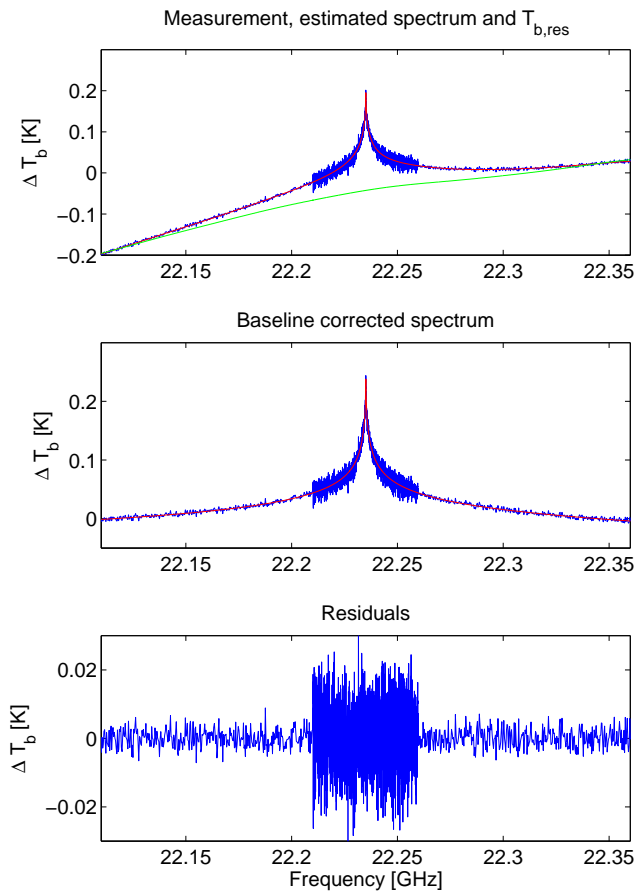 Measurement, estimated spectrum and T_b,res
Δ T_b [K]
0.2
0.1
0
−0.1
−0.2
22.15 22.2 22.25 22.3 22.35
Baseline corrected spectrum
Δ T_b [K]
0.2
0.1
0
22.15 22.2 22.25 22.3 22.35
Residuals
Δ T_b [K]
0.02
0
−0.02
22.15 22.2 22.25 22.3 22.35
Frequency [GHz]